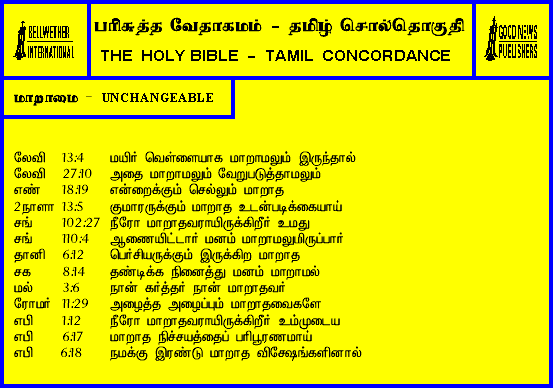 BELLWETHER INTERNATIONAL
பரிசுத்த வேதாகமம் - தமிழ் சொல்தொகுதி
THE HOLY BIBLE - TAMIL CONCORDANCE
GOOD NEWS PUBLISHERS
மாறாமை - UNCHANGEABLE
லேவி 13:4 மயிர் வெள்ளையாக மாறாமலும் இருந்தால்
லேவி 27:10 அதை மாறாமலும் வேறுபடுத்தாமலும்
எண் 18:19 என்றைக்கும் செல்லும் மாறாத
2நாளா 13:5 குமாரருக்கும் மாறாத உடன்படிக்கையாய்
சங் 102:27 நீரோ மாறாதவராயிருக்கிறீர் உமது
சங் 110:4 ஆணையிட்டார் மனம் மாறாமலுமிருப்பார்
தானி 6:12 பெர்சியருக்கும் இருக்கிற மாறாத
சக 8:14 தண்டிக்க நினைத்து மனம் மாறாமல்
மல் 3:6 நான் கர்த்தர் நான் மாறாதவர்
ரோமர் 11:29 அழைத்த அழைப்பும் மாறாதவைகளே
எபி 1:12 நீரோ மாறாதவராயிருக்கிறீர் உம்முடைய
எபி 6:17 மாறாத நிச்சயத்தைப் பரிபூரணமாய்
எபி 6:18 நமக்கு இரண்டு மாறாத விசேஷங்களினால்